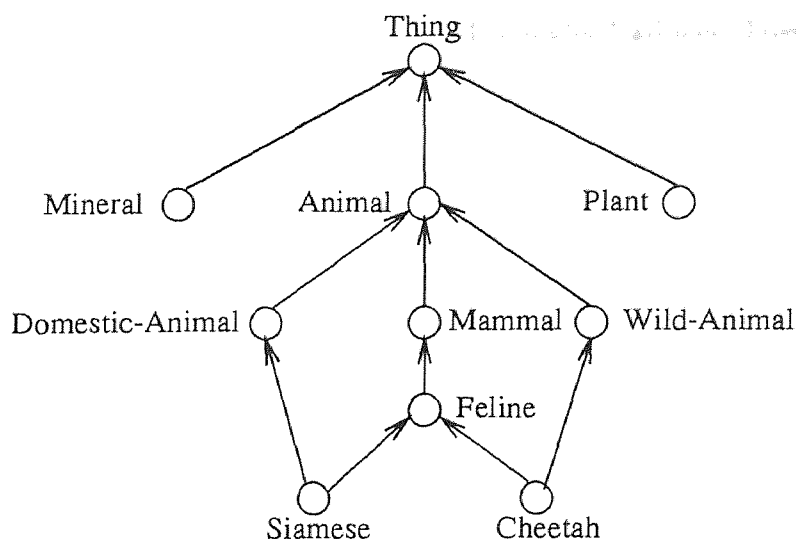 Thing
Mineral Animal Plant
Domestic-Animal Mammal Wild-Animal
Feline
Siamese Cheetah